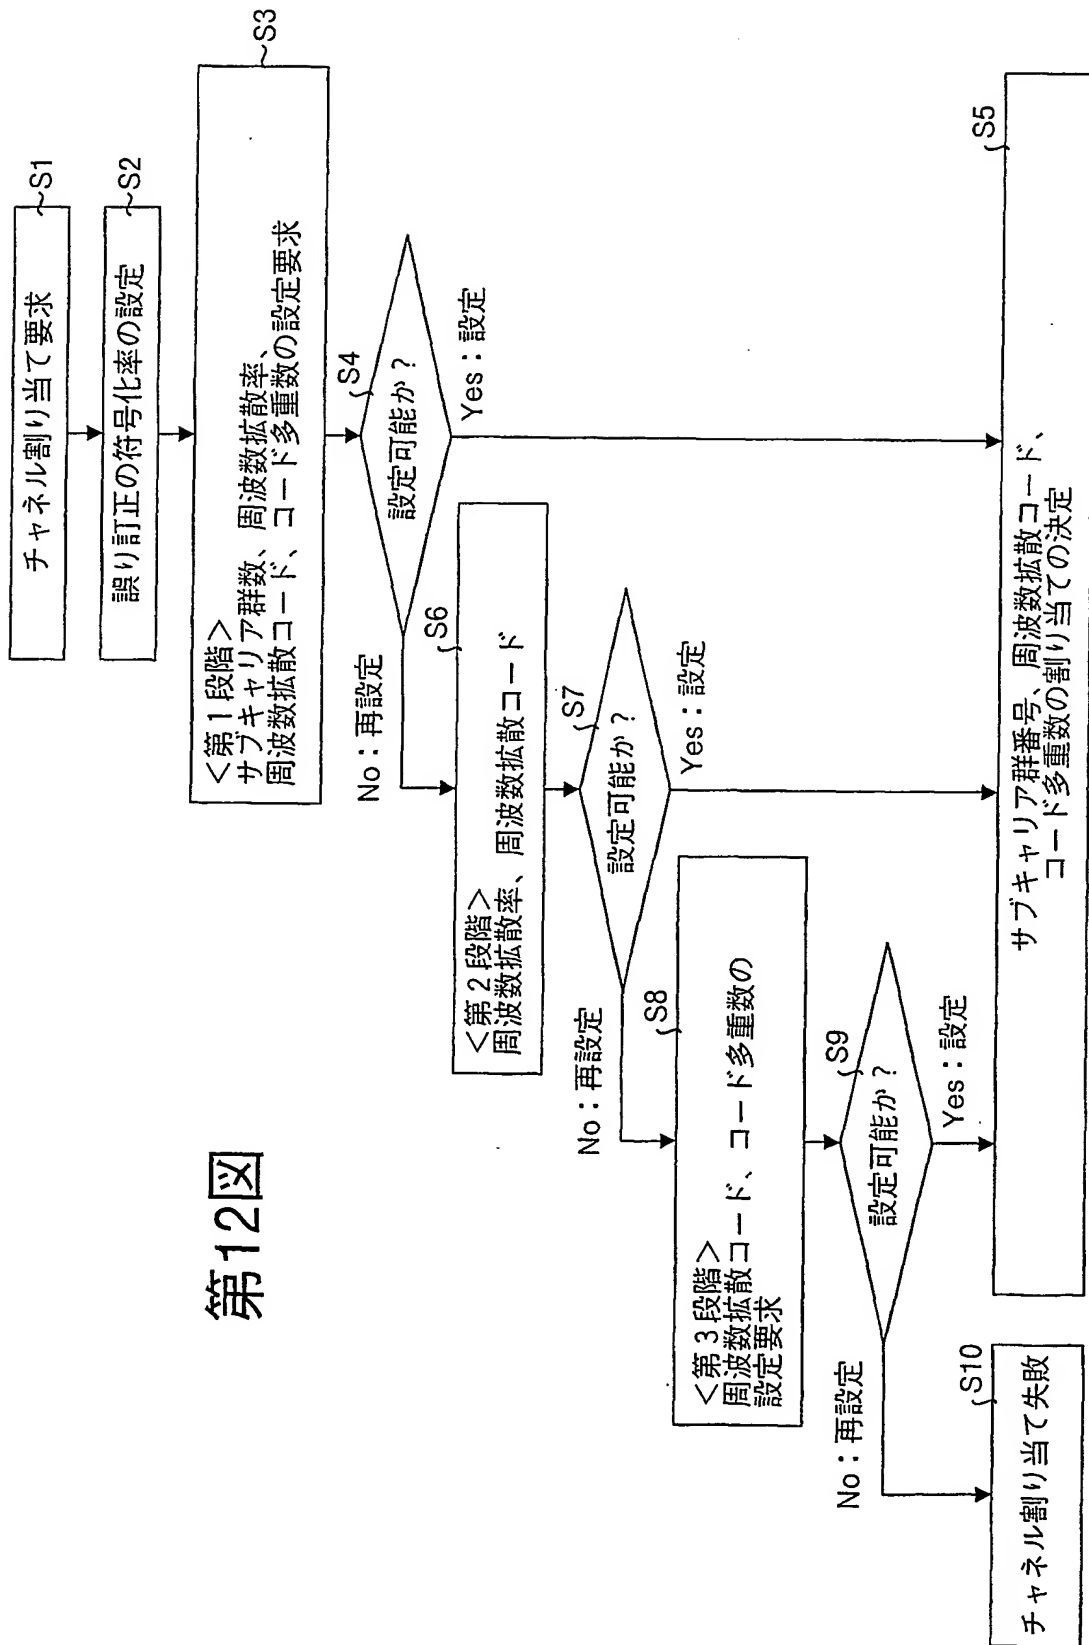 第12図
チャネル割り当て要求
S1
誤り訂正の符号化率の設定
S2
<第1段階>
サブキャリア群数、周波数拡散率、
周波数拡散コード、コード多重数の設定要求
S3
設定可能か?
S4
Yes:設定
No:再設定
<第2段階>
周波数拡散率、周波数拡散コード
S6
設定可能か?
S7
Yes:設定
No:再設定
<第3段階>
周波数拡散コード、コード多重数の
設定要求
S8
設定可能か?
S9
Yes:設定
No:再設定
サブキャリア群番号、周波数拡散コード、
コード多重数の割り当ての決定
S5
チャネル割り当て失敗
S10